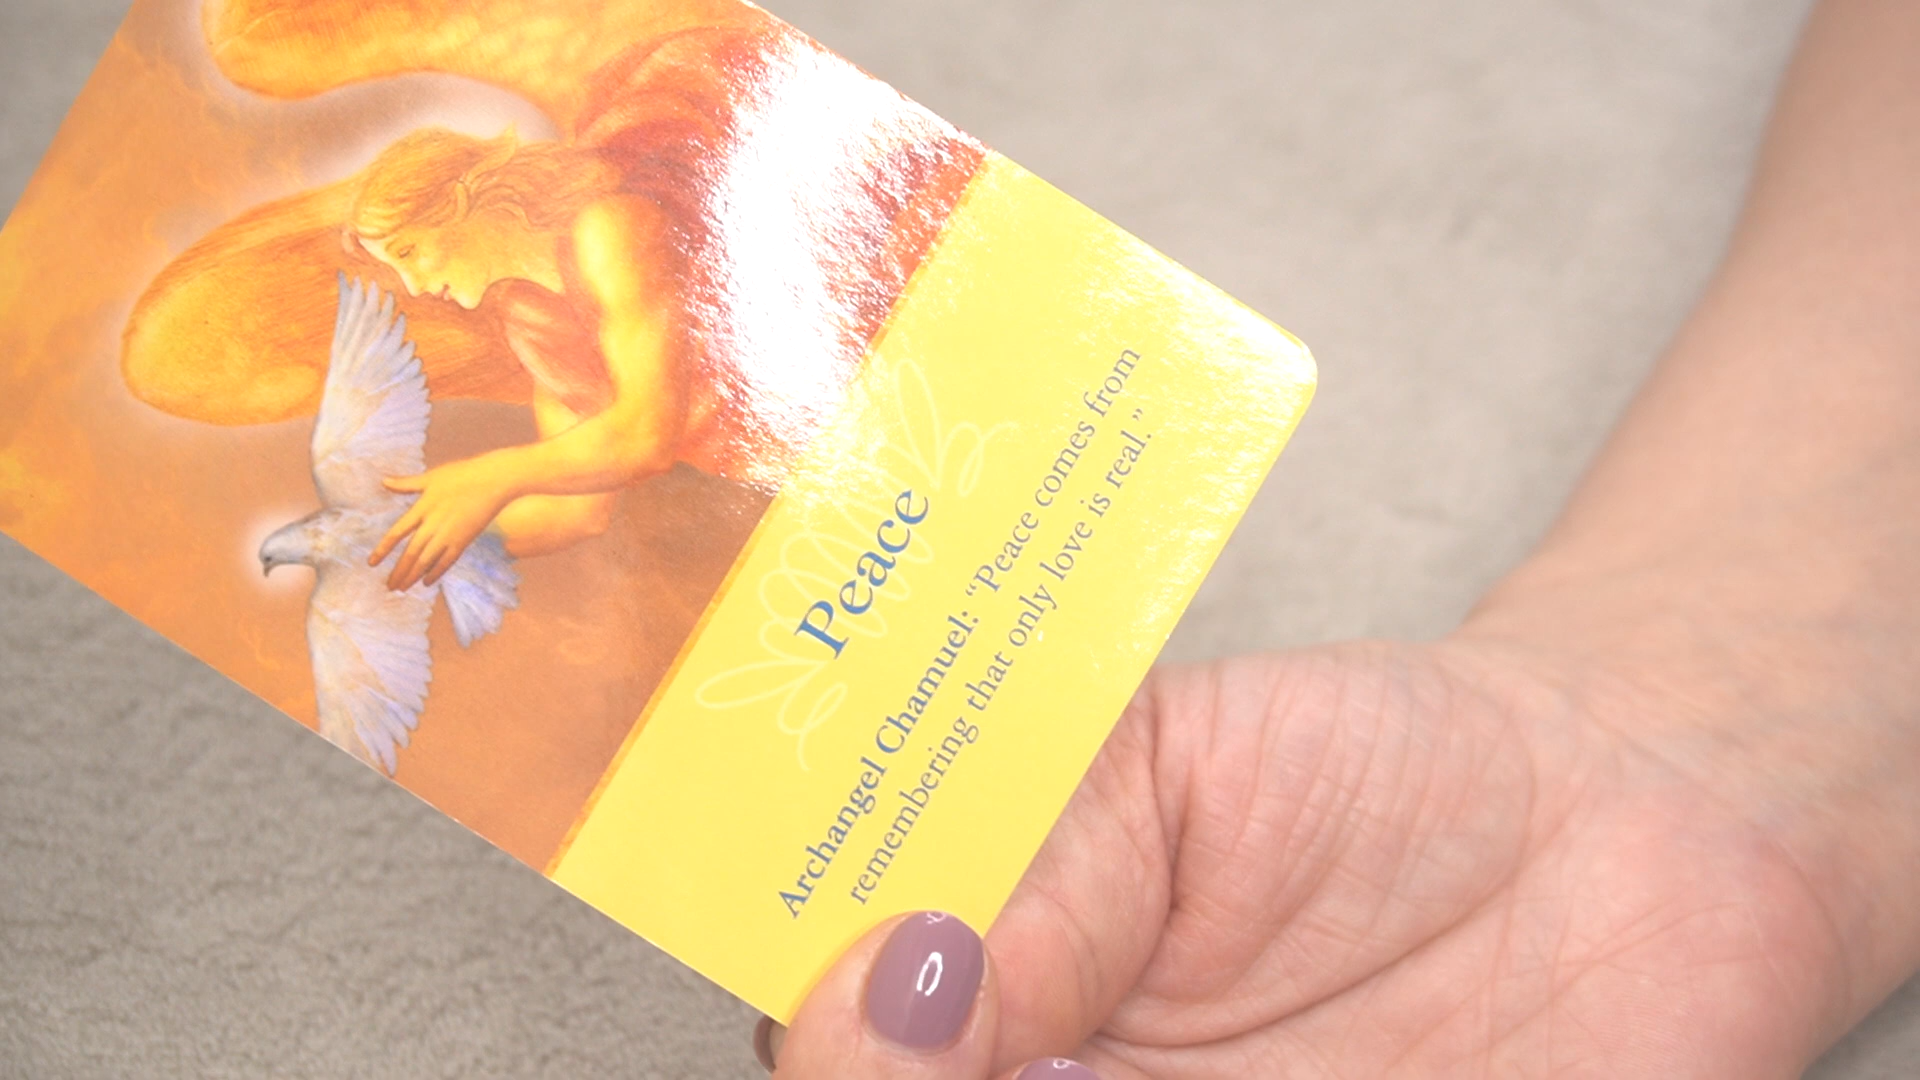 Peace
Archangel Chamuel: “Peace comes from
remembering that only love is real.”